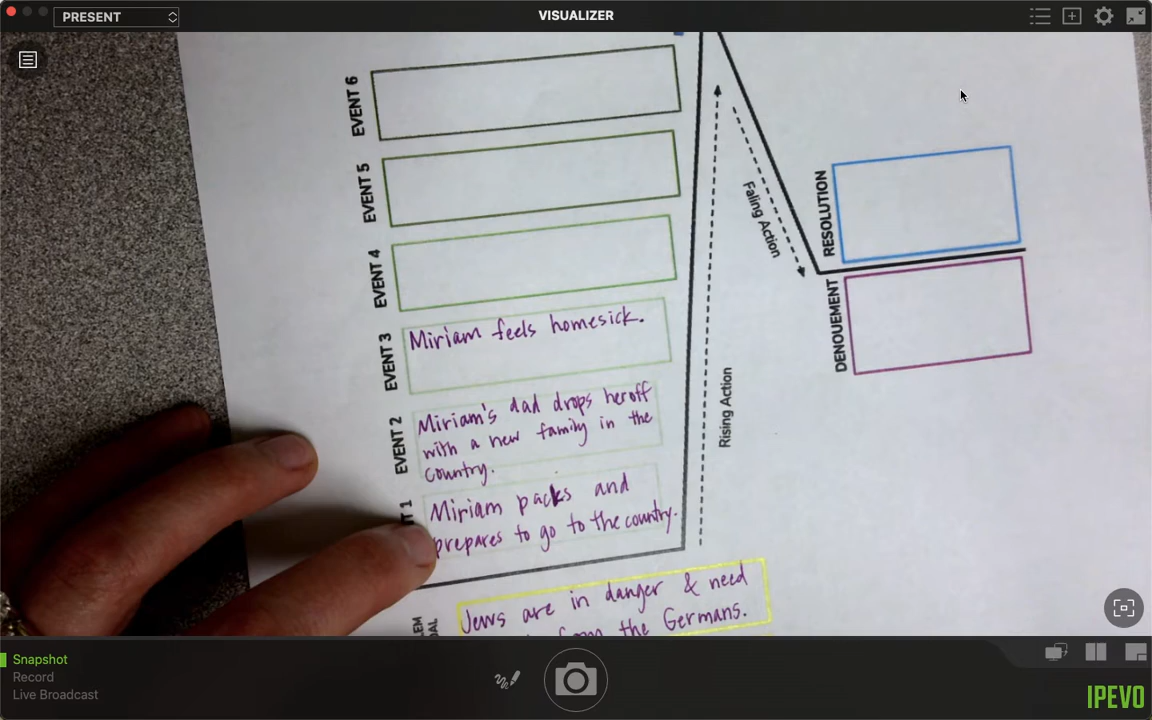 PRESENT
VISUALIZER
EVENT 6
EVENT 5
EVENT 4
EVENT 3
Miriam feels homesick.
EVENT 2
Miriam's dad drops her off
with a new family in the
country.
T 1
Miriam packs and
prepares to go to the country.
Jews are in danger & need
the Germans.
Rising Action
Faling Action
RESOLUTION
DENOUEMENT
Snapshot
Record
Live Broadcast
IPEVO